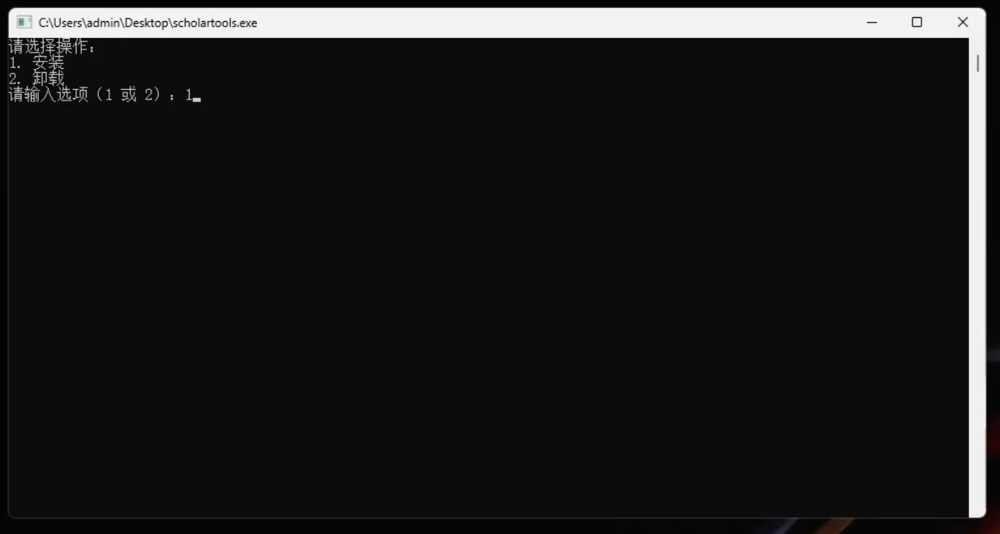 C:\Users\admin\Desktop\scholartools.exe
请选择操作：
1. 安装
2. 卸载
请输入选项（1 或 2）：1